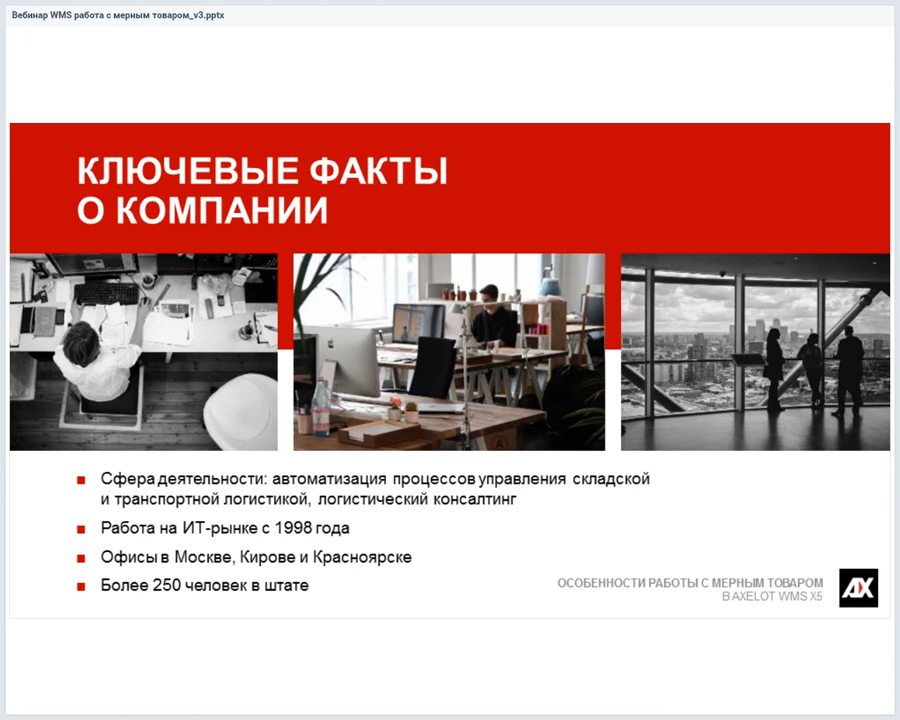 Вебинар WMS работа с мерным товаром_v3.pptx
КЛЮЧЕВЫЕ ФАКТЫ
О КОМПАНИИ
Сфера деятельности: автоматизация процессов управления складской
и транспортной логистикой, логистический консалтинг
Работа на ИТ-рынке с 1998 года
Офисы в Москве, Кирове и Красноярске
Более 250 человек в штате
ОСОБЕННОСТИ РАБОТЫ С МЕРНЫМ ТОВАРОМ
В AXELOT WMS X5
AX